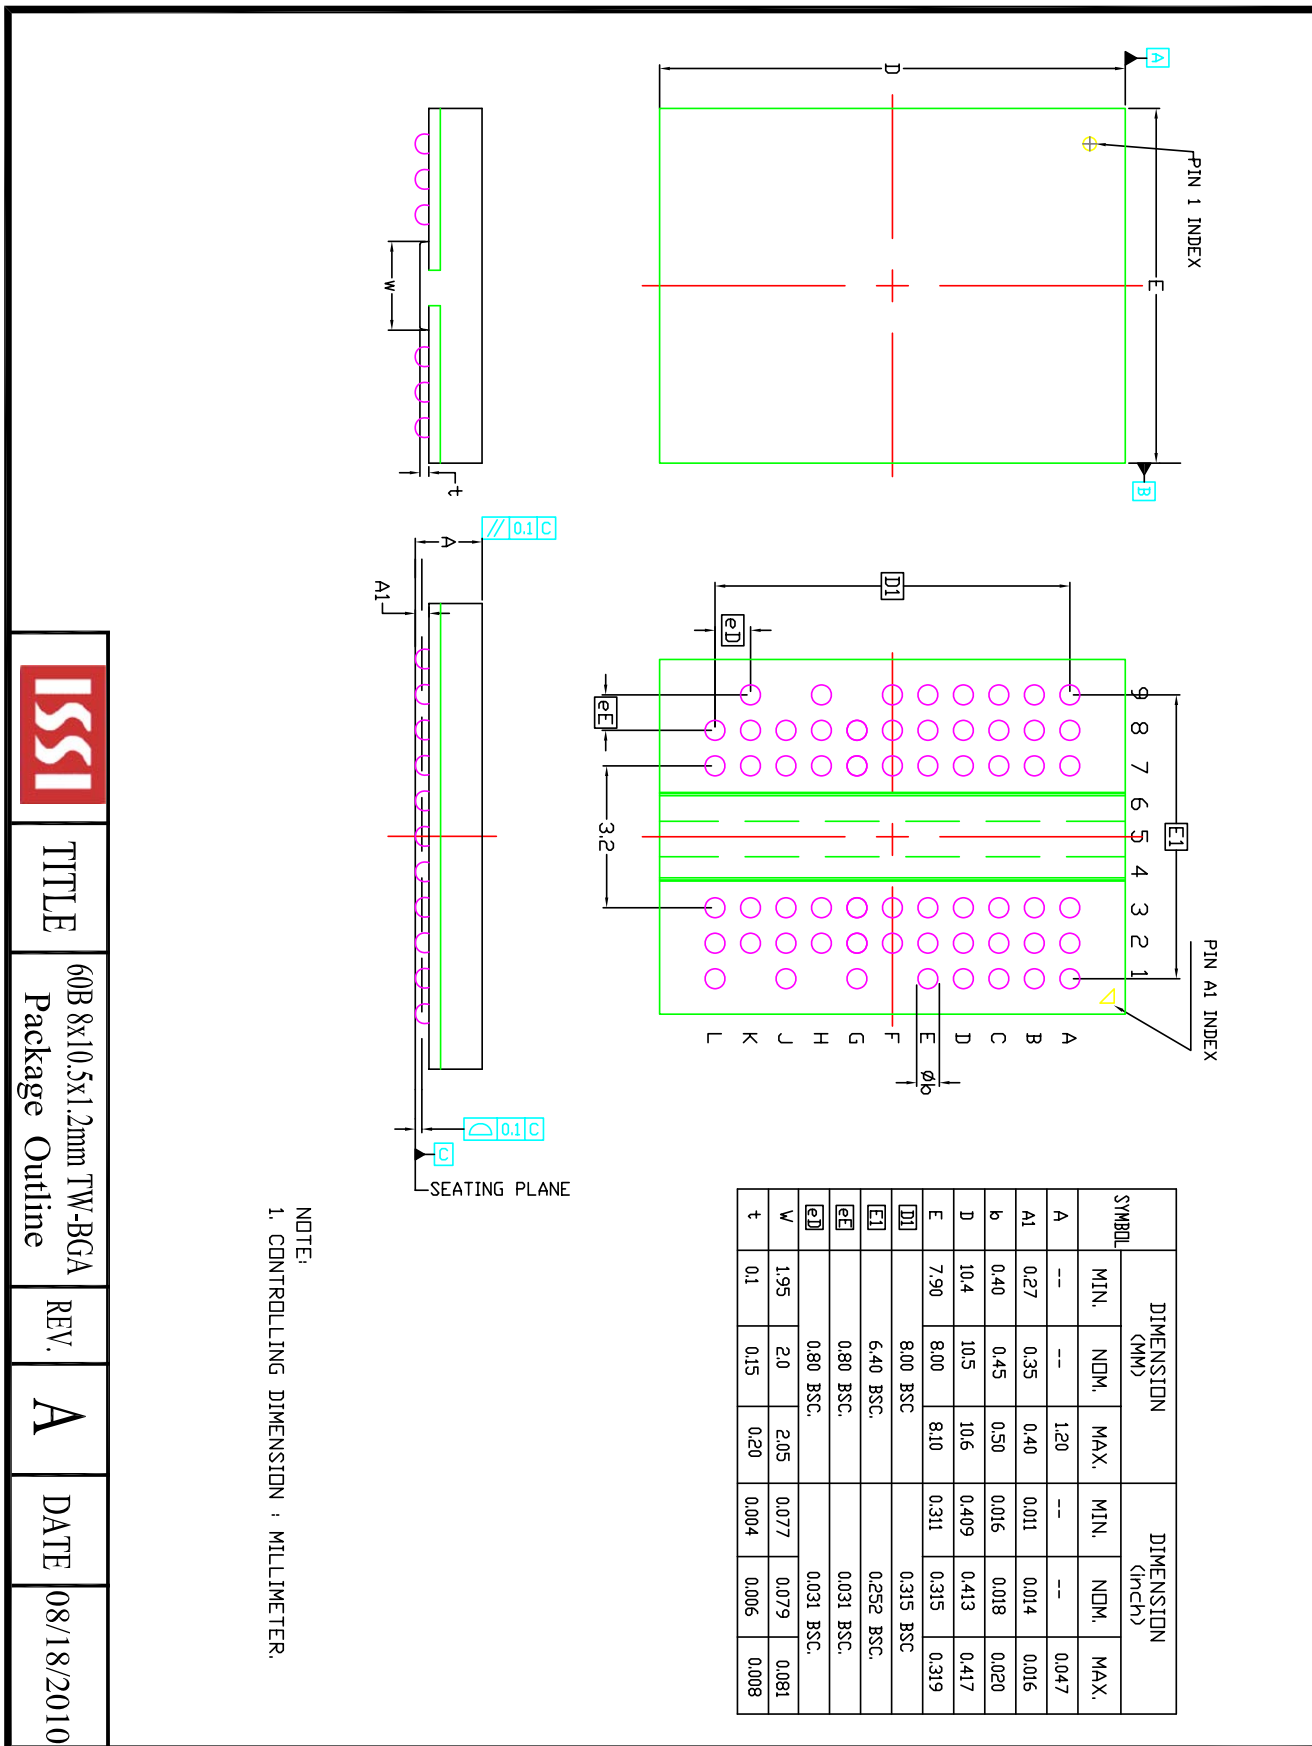 PIN 1 INDEX
A
D
E
B
w
t
PIN A1 INDEX
E1
9 8 7 6 5 4 3 2 1
A B C D E F G H J K L
D1
eD
eE
3.2
Øb
// 0.1 C
A
A1
0.1 C
C
SEATING PLANE
SYMBOL DIMENSION (MM) DIMENSION (inch)
MIN. NOM. MAX. MIN. NOM. MAX.
A -- -- 1.20 -- -- 0.047
A1 0.27 0.35 0.40 0.011 0.014 0.016
b 0.40 0.45 0.50 0.016 0.018 0.020
D 10.4 10.5 10.6 0.409 0.413 0.417
E 7.90 8.00 8.10 0.311 0.315 0.319
D1 8.00 BSC 0.315 BSC
E1 6.40 BSC. 0.252 BSC.
eE 0.80 BSC. 0.031 BSC.
eD 0.80 BSC. 0.031 BSC.
W 1.95 2.0 2.05 0.077 0.079 0.081
t 0.1 0.15 0.20 0.004 0.006 0.008
NOTE:
1. CONTROLLING DIMENSION : MILLIMETER.
ISSI
TITLE
60B 8x10.5x1.2mm TW-BGA
Package Outline
REV.
A
DATE
08/18/2010